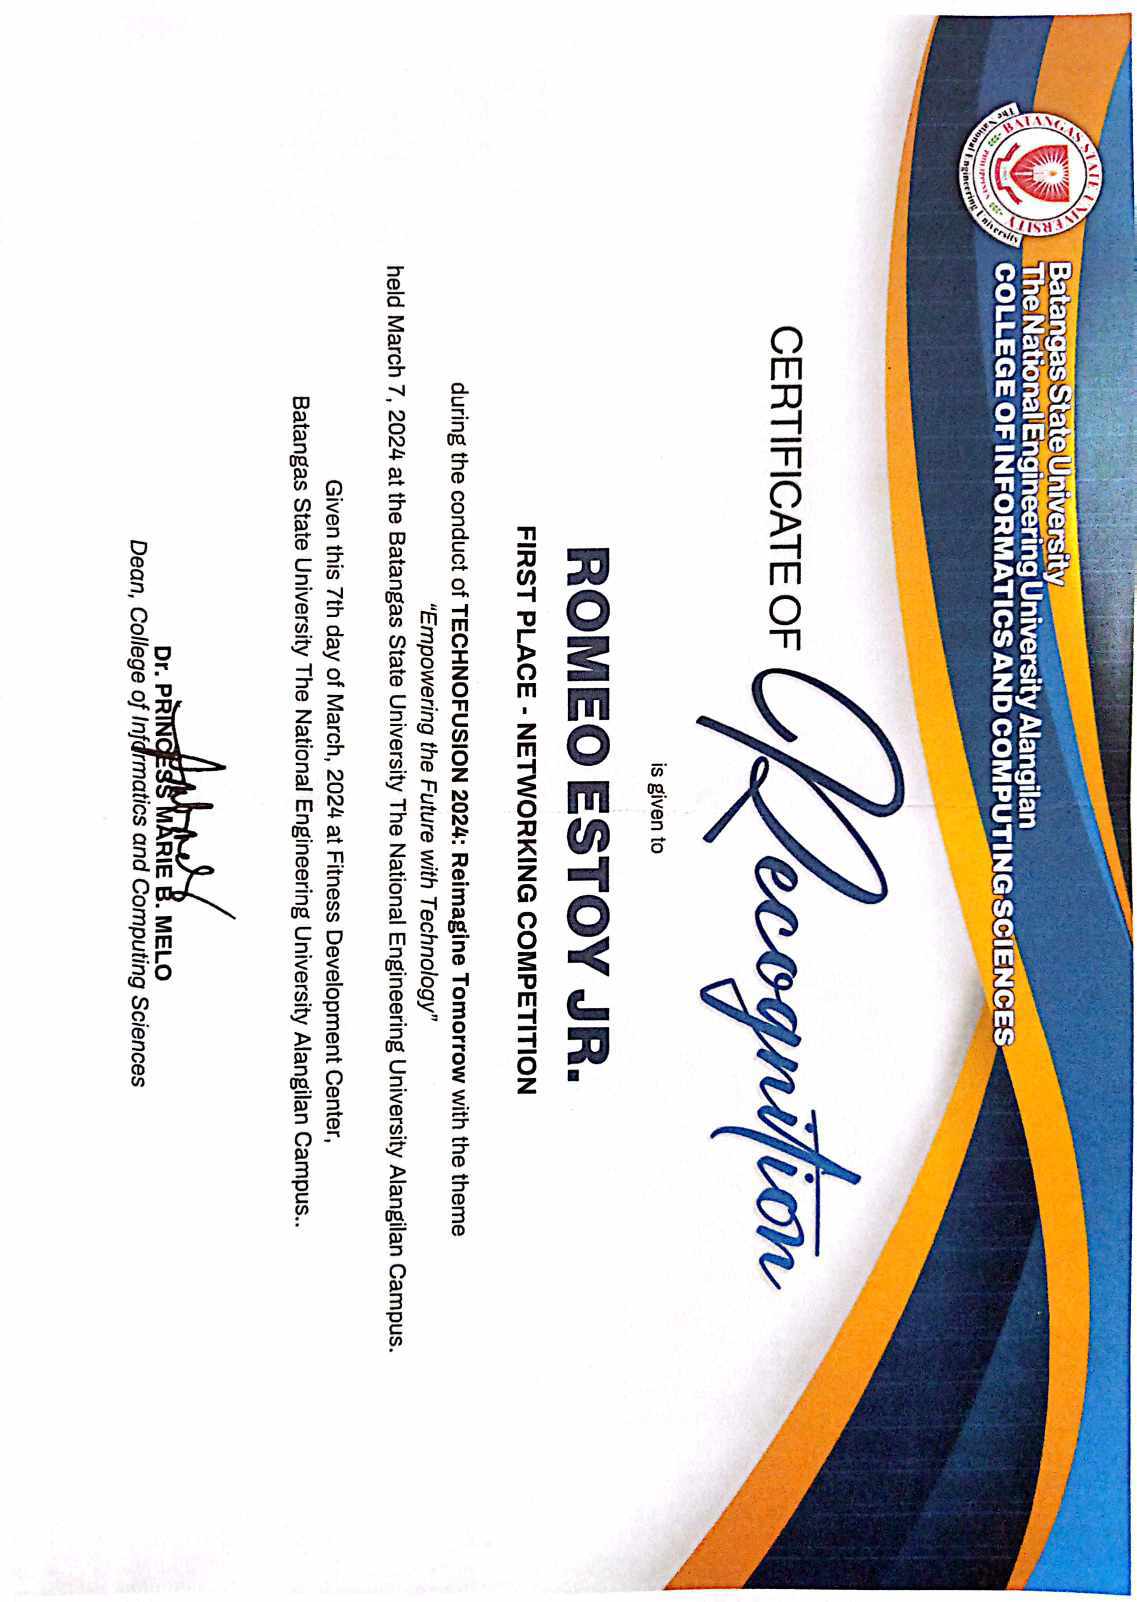 BATANGAS STATE UNIVERSITY
The National Engineering University
PHILIPPINES
Batangas State University
The National Engineering University Alangilan
COLLEGE OF INFORMATICS AND COMPUTING SCIENCES
CERTIFICATE OF Recognition
is given to
ROMEO ESTOY JR.
FIRST PLACE - NETWORKING COMPETITION
during the conduct of TECHNOFUSION 2024: Reimagine Tomorrow with the theme
“Empowering the Future with Technology”
held March 7, 2024 at the Batangas State University The National Engineering University Alangilan Campus.
Given this 7th day of March, 2024 at Fitness Development Center,
Batangas State University The National Engineering University Alangilan Campus..
Dr. PRINCESS MARIE B. MELO
Dean, College of Informatics and Computing Sciences